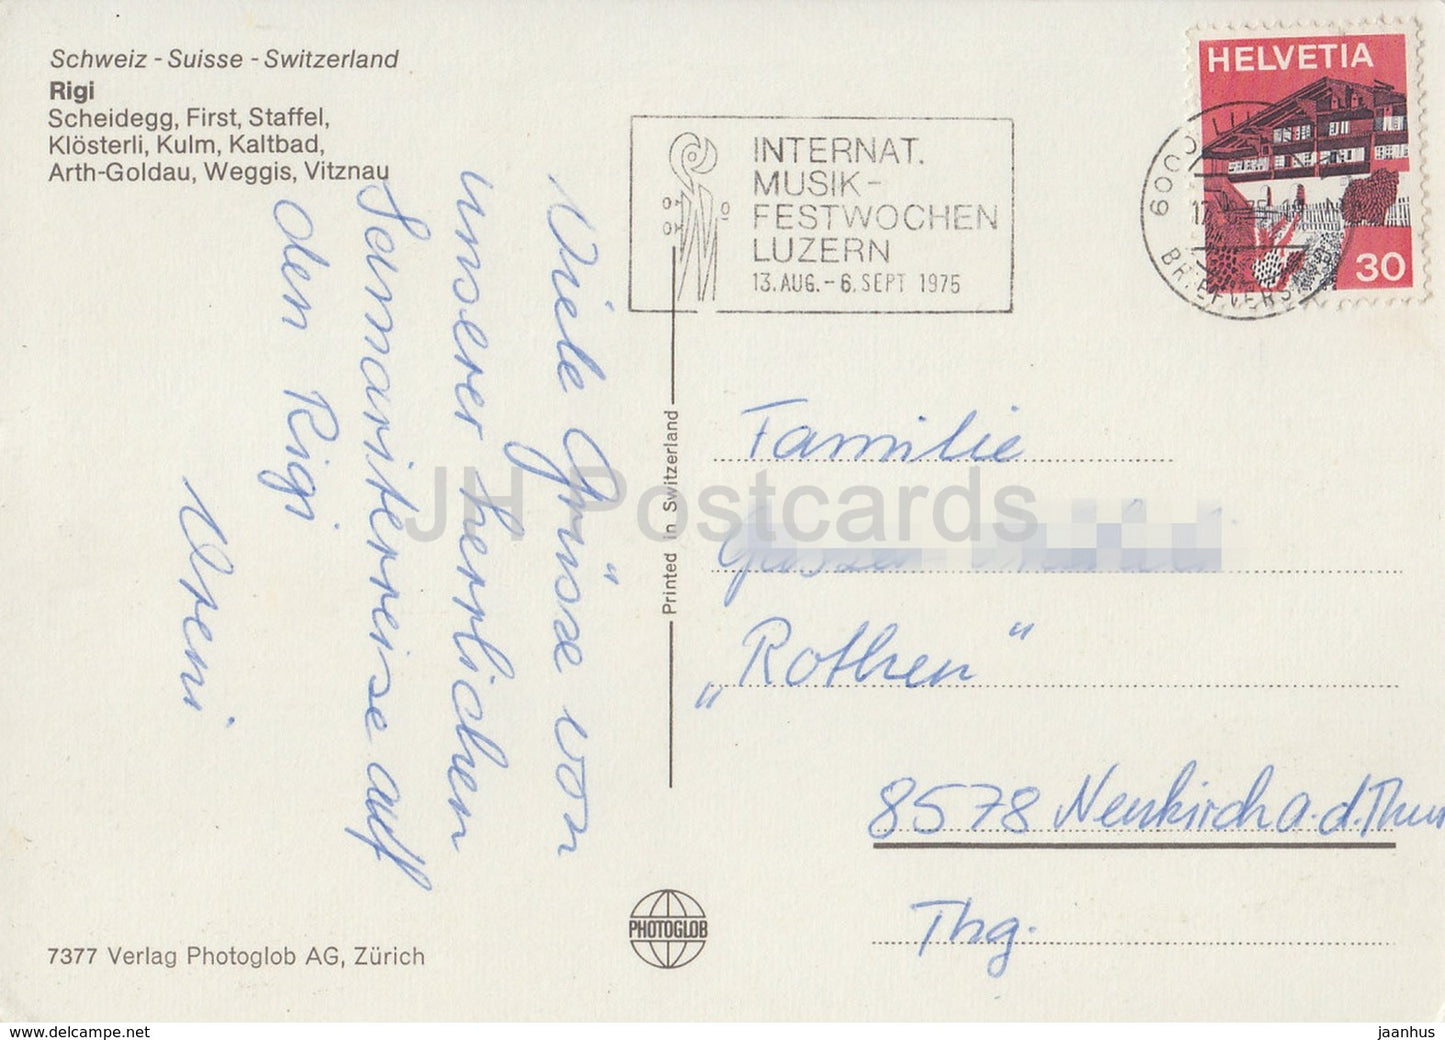 Schweiz - Suisse - Switzerland
Rigi
Scheidegg, First, Staffel,
Klösterli, Kulm, Kaltbad,
Arth-Goldau, Weggis, Vitznau
INTERNAT.
MUSIK-
FESTWOCHEN
LUZERN
13. AUG. - 6. SEPT 1975
HELVETIA
30
6000
BRIEFVERSAND
Viele Grüsse von
unserer herrlichen
Samariterreise auf
den Rigi
Vreni
Printed in Switzerland
Familie
"Rothen"
8578 Neukirch a.d. Thur
Thg.
JH Postcards
PHOTOGLOB
7377 Verlag Photoglob AG, Zürich
www.delcampe.net
jaanhus